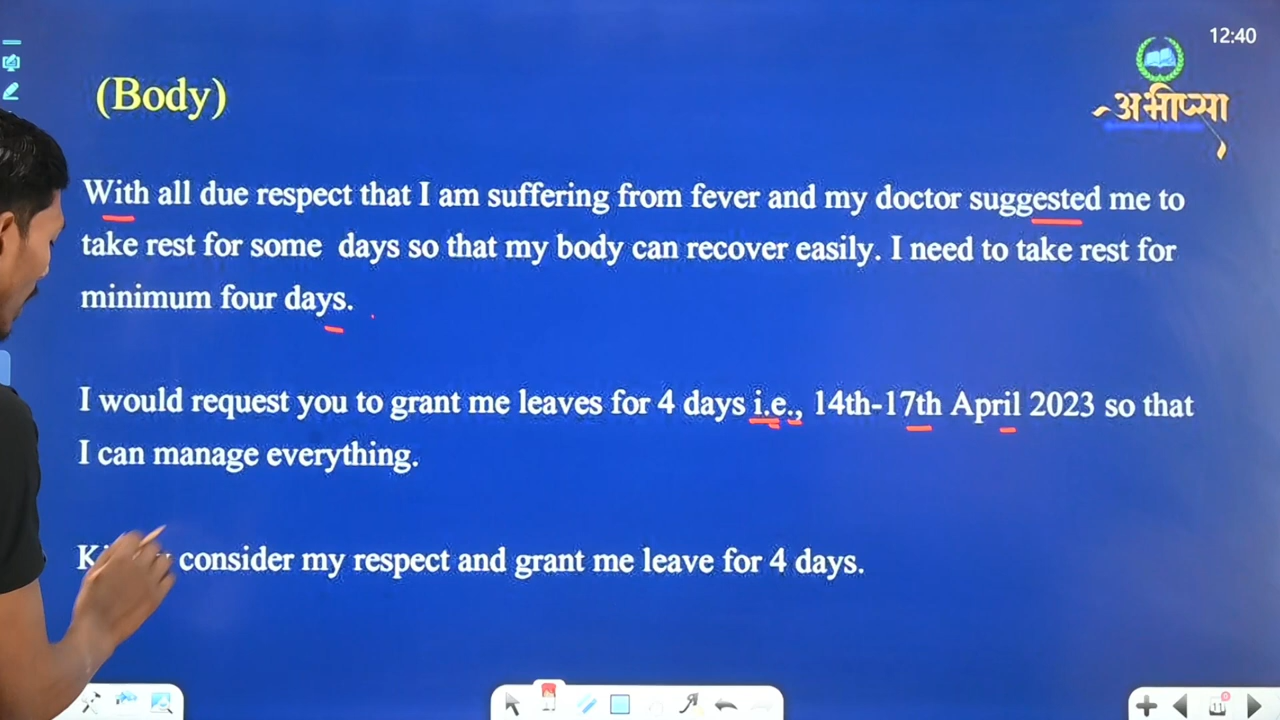 12:40
(Body)
अभीप्सा
With all due respect that I am suffering from fever and my doctor suggested me to
take rest for some days so that my body can recover easily. I need to take rest for
minimum four days.
I would request you to grant me leaves for 4 days i.e., 14th-17th April 2023 so that
I can manage everything.
consider my respect and grant me leave for 4 days.
11